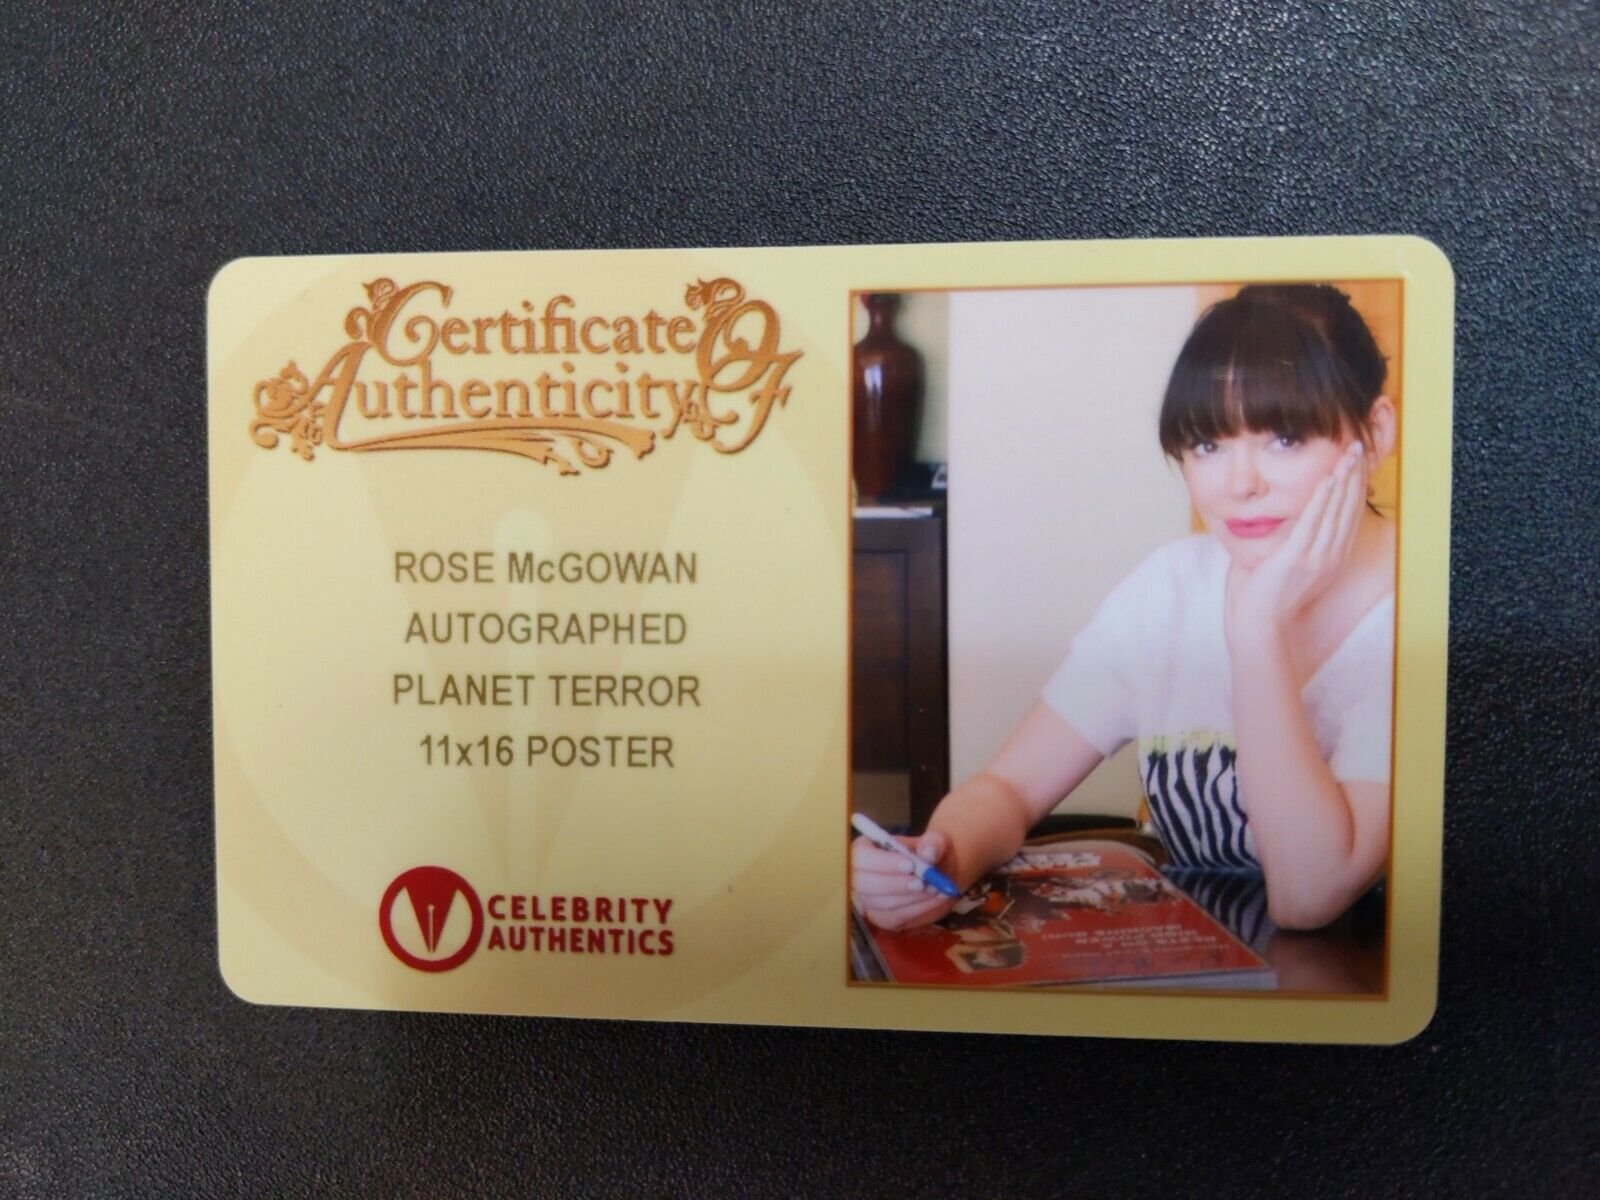 Certificate Of
Authenticity
ROSE McGOWAN
AUTOGRAPHED
PLANET TERROR
11x16 POSTER
CELEBRITY
AUTHENTICS